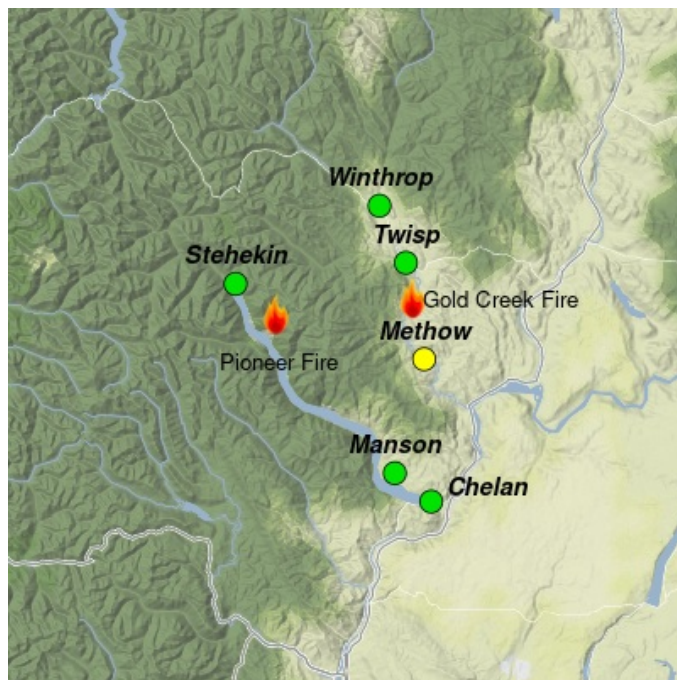 Winthrop
Twisp
Stehekin
Gold Creek Fire
Methow
Pioneer Fire
Manson
Chelan